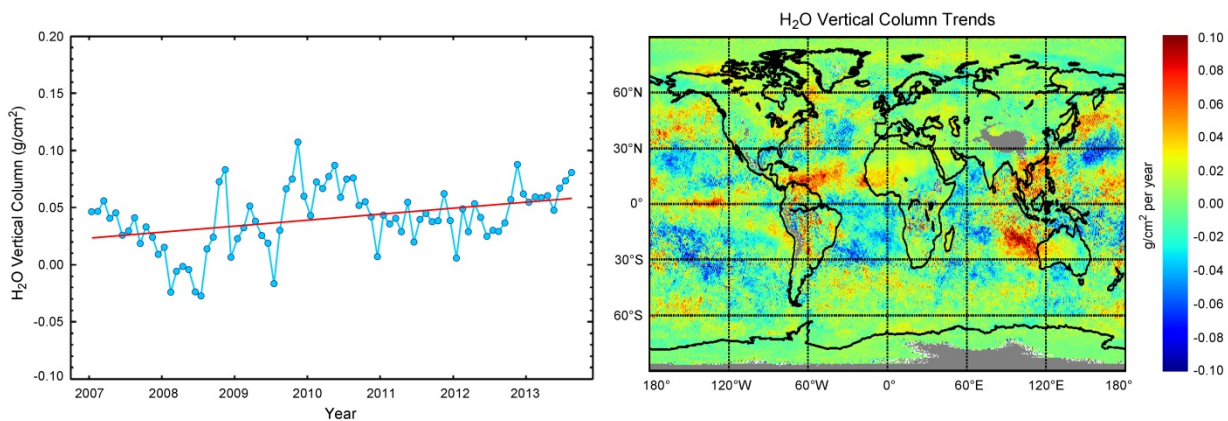 0.20
0.15
0.10
0.05
0.00
-0.05
-0.10
H₂O Vertical Column (g/cm²)
2007 2008 2009 2010 2011 2012 2013
Year
H₂O Vertical Column Trends
60°N
30°N
0°
30°S
60°S
180° 120°W 60°W 0° 60°E 120°E 180°
0.10
0.08
0.06
0.04
0.02
0.00
-0.02
-0.04
-0.06
-0.08
-0.10
g/cm² per year